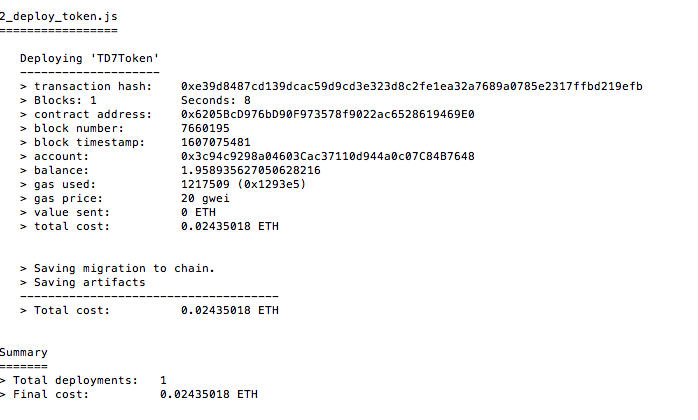 2_deploy_token.js
=================
Deploying 'TD7Token'
--------------------
> transaction hash:    0xe39d8487cd139dcac59d9cd3e323d8c2fe1ea32a7689a0785e2317ffbd219efb
> Blocks: 1            Seconds: 8
> contract address:    0x6205BcD976bD90F973578f9022ac6528619469E0
> block number:        7660195
> block timestamp:     1607075481
> account:             0x3c94c9298a04603Cac37110d944a0c07C84B7648
> balance:             1.958935627050628216
> gas used:            1217509 (0x1293e5)
> gas price:           20 gwei
> value sent:          0 ETH
> total cost:          0.02435018 ETH
> Saving migration to chain.
> Saving artifacts
-------------------------------------
> Total cost:          0.02435018 ETH
Summary
=======
> Total deployments:   1
> Final cost:          0.02435018 ETH